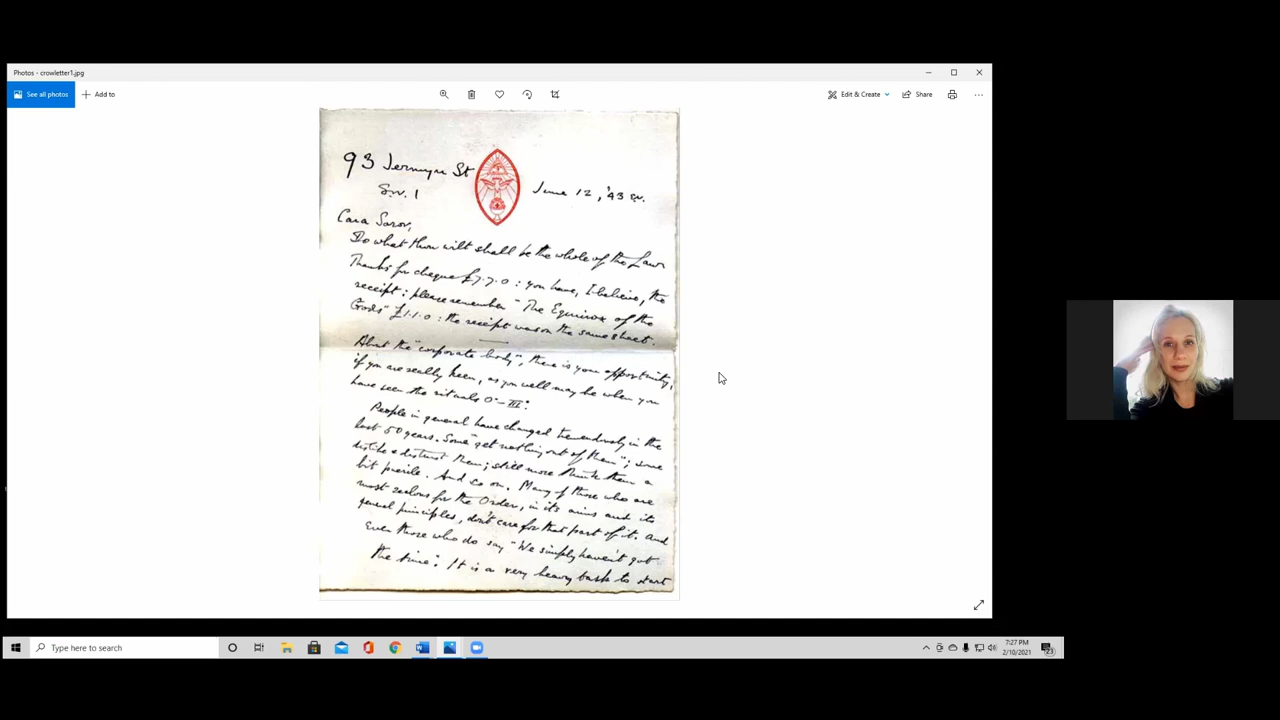 Photos - crowletter1.jpg
See all photos
Add to
Edit & Create
Share
93 Jermyn St
S.W. 1
June 12, '43 e.v.
Cara Soror,
Do what thou wilt shall be the whole of the Law
Thanks for cheque £7.7.0 : you have, I believe, the
receipt; please remember "The Equinox of the
Gods" £1.1.0 : the receipt was on the same sheet.
About the "corporate body", there is your opportunity,
if you are really keen, as you well may be when you
have seen the rituals 0°-III°.
People in general have changed tremendously in the
last 50 years. Some "get nothing out of them"; some
dislike & distrust them; still more think them a
bit puerile. And so on. Many of those who are
most zealous for the Order, in its aims and its
general principles, don't care for that part of it. And
Even those who do say "We simply haven't got
the time". It is a very heavy task to start
Type here to search
7:27 PM
2/10/2021
23